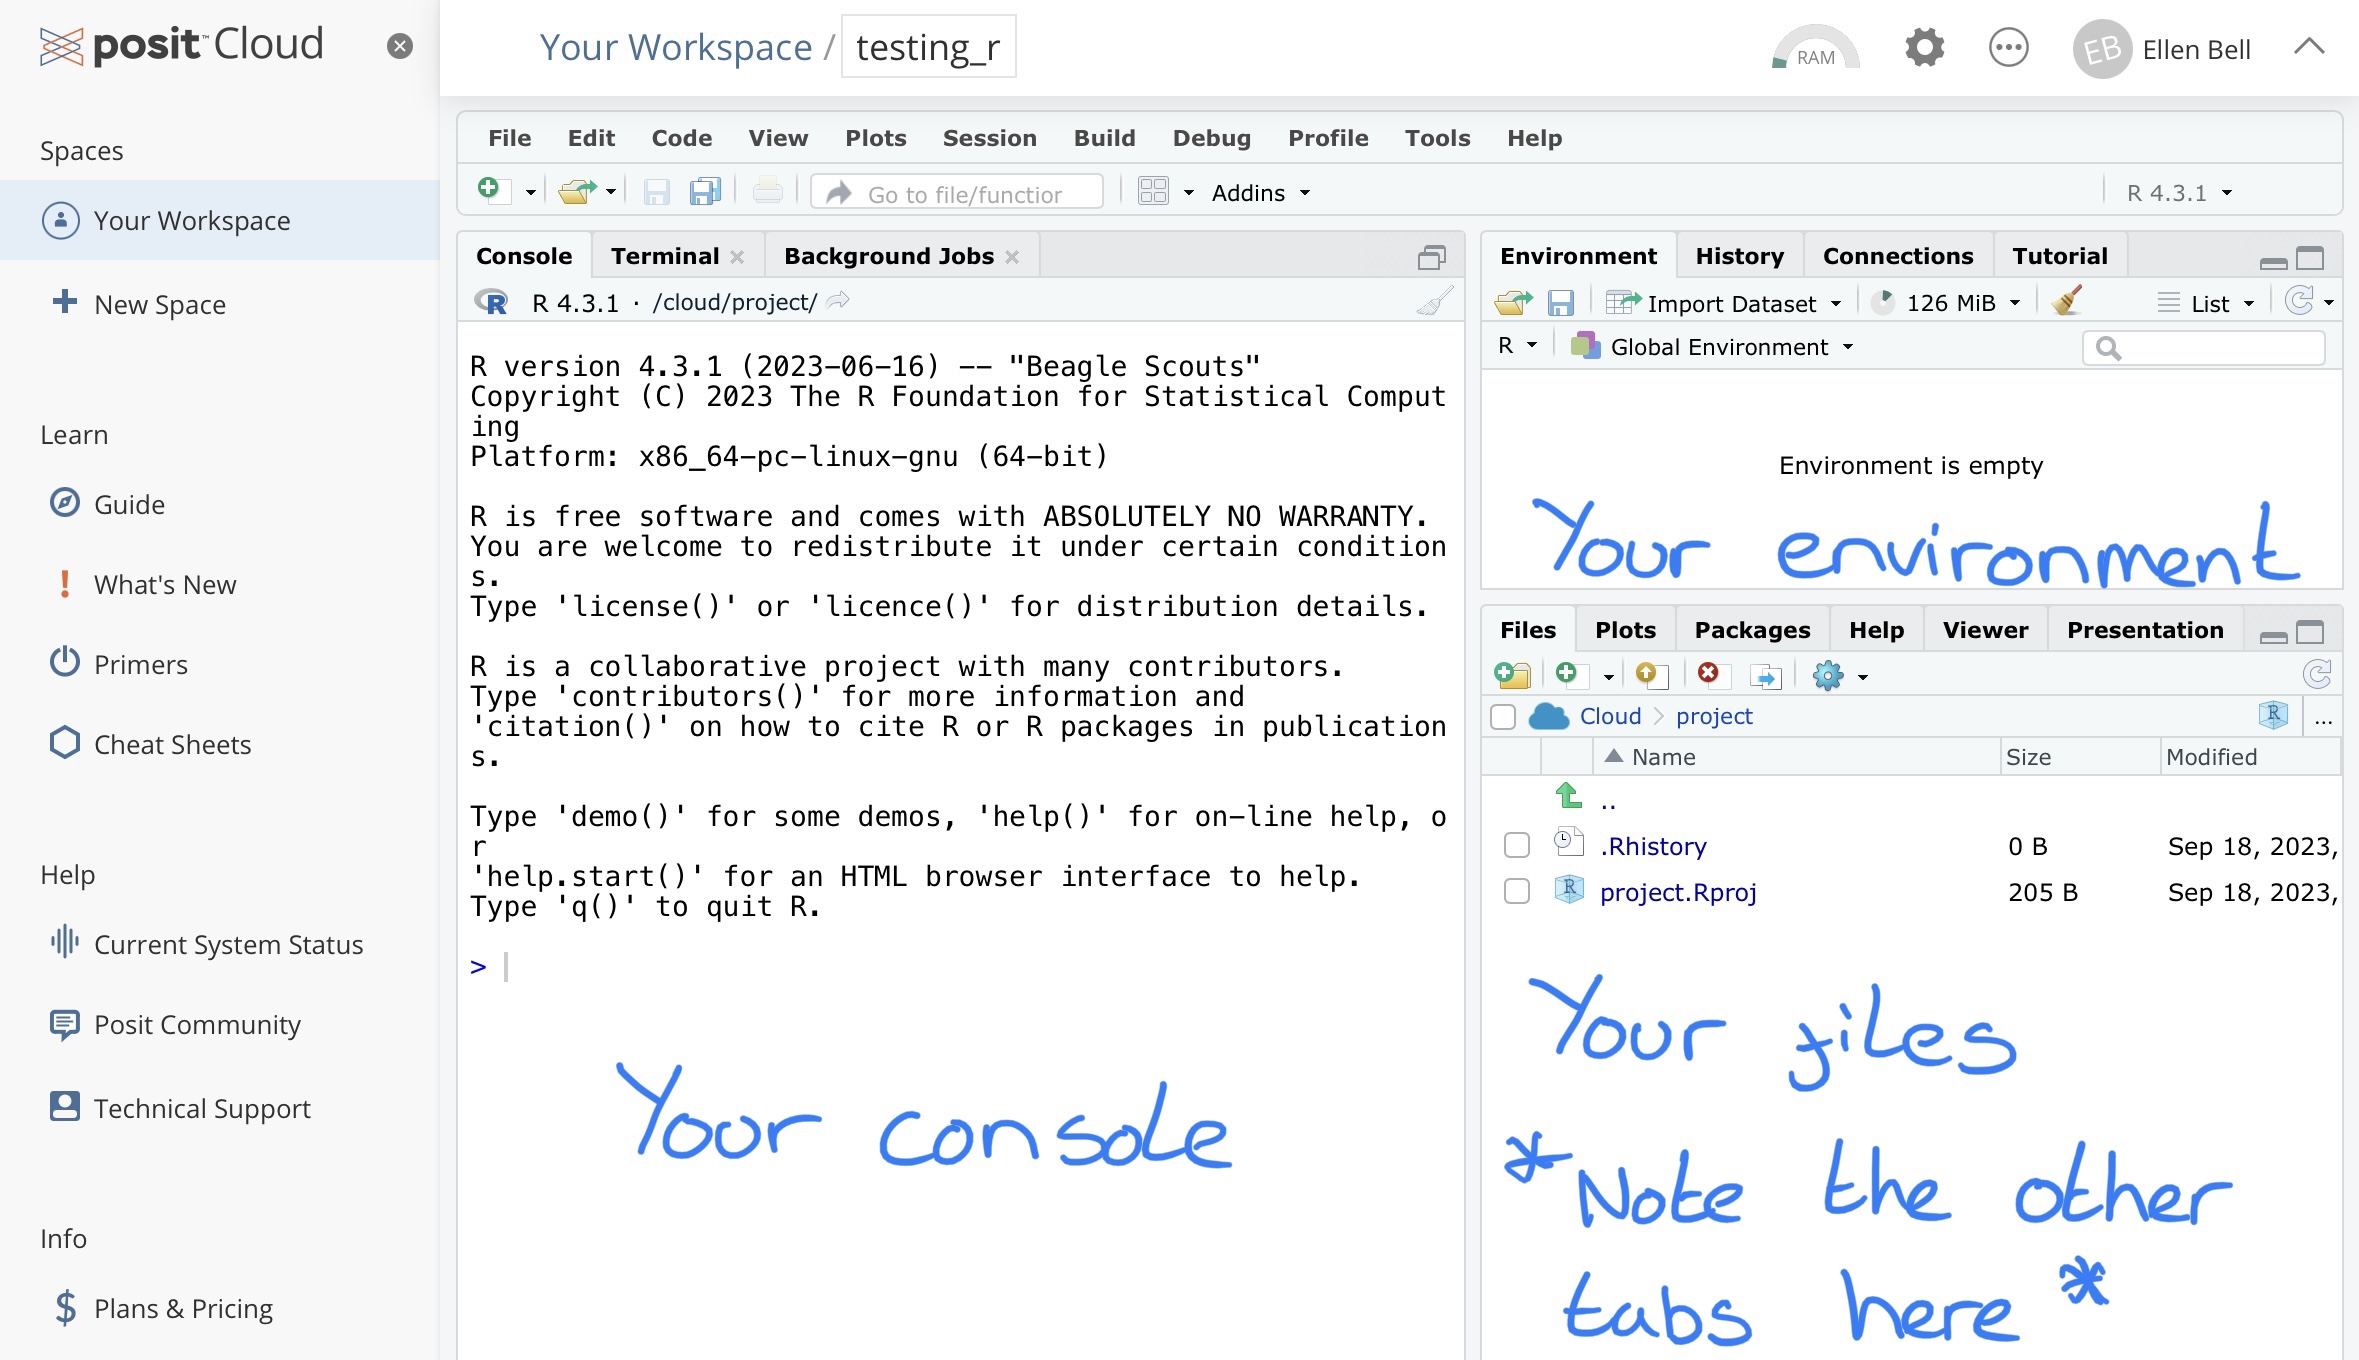 posit™ Cloud
Your Workspace / testing_r
RAM
EB Ellen Bell
Spaces
Your Workspace
New Space
Learn
Guide
What's New
Primers
Cheat Sheets
Help
Current System Status
Posit Community
Technical Support
Info
Plans & Pricing
File Edit Code View Plots Session Build Debug Profile Tools Help
Go to file/functior Addins R 4.3.1
Console Terminal Background Jobs
R 4.3.1 · /cloud/project/
R version 4.3.1 (2023-06-16) -- "Beagle Scouts"
Copyright (C) 2023 The R Foundation for Statistical Comput
ing
Platform: x86_64-pc-linux-gnu (64-bit)
R is free software and comes with ABSOLUTELY NO WARRANTY.
You are welcome to redistribute it under certain condition
s.
Type 'license()' or 'licence()' for distribution details.
R is a collaborative project with many contributors.
Type 'contributors()' for more information and
'citation()' on how to cite R or R packages in publication
s.
Type 'demo()' for some demos, 'help()' for on-line help, o
r
'help.start()' for an HTML browser interface to help.
Type 'q()' to quit R.
>
Your console
Environment History Connections Tutorial
Import Dataset 126 MiB List
R Global Environment
Environment is empty
Your environment
Files Plots Packages Help Viewer Presentation
Cloud > project ...
Name Size Modified
..
.Rhistory 0 B Sep 18, 2023,
project.Rproj 205 B Sep 18, 2023,
Your files
*Note the other
tabs here *